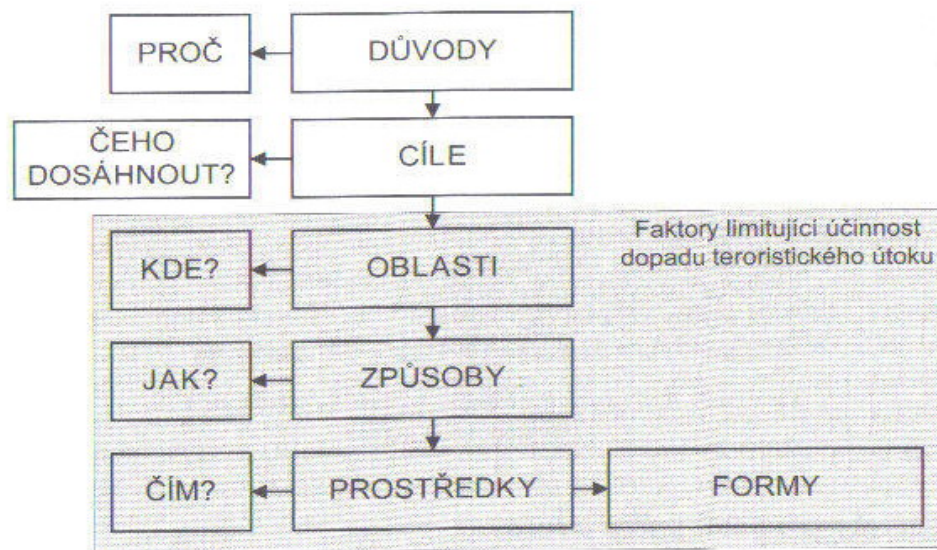 PROČ
DŮVODY
ČEHO
DOSÁHNOUT?
CÍLE
Faktory limitující účinnost
dopadu teroristického útoku
KDE?
OBLASTI
JAK?
ZPŮSOBY
ČÍM?
PROSTŘEDKY
FORMY